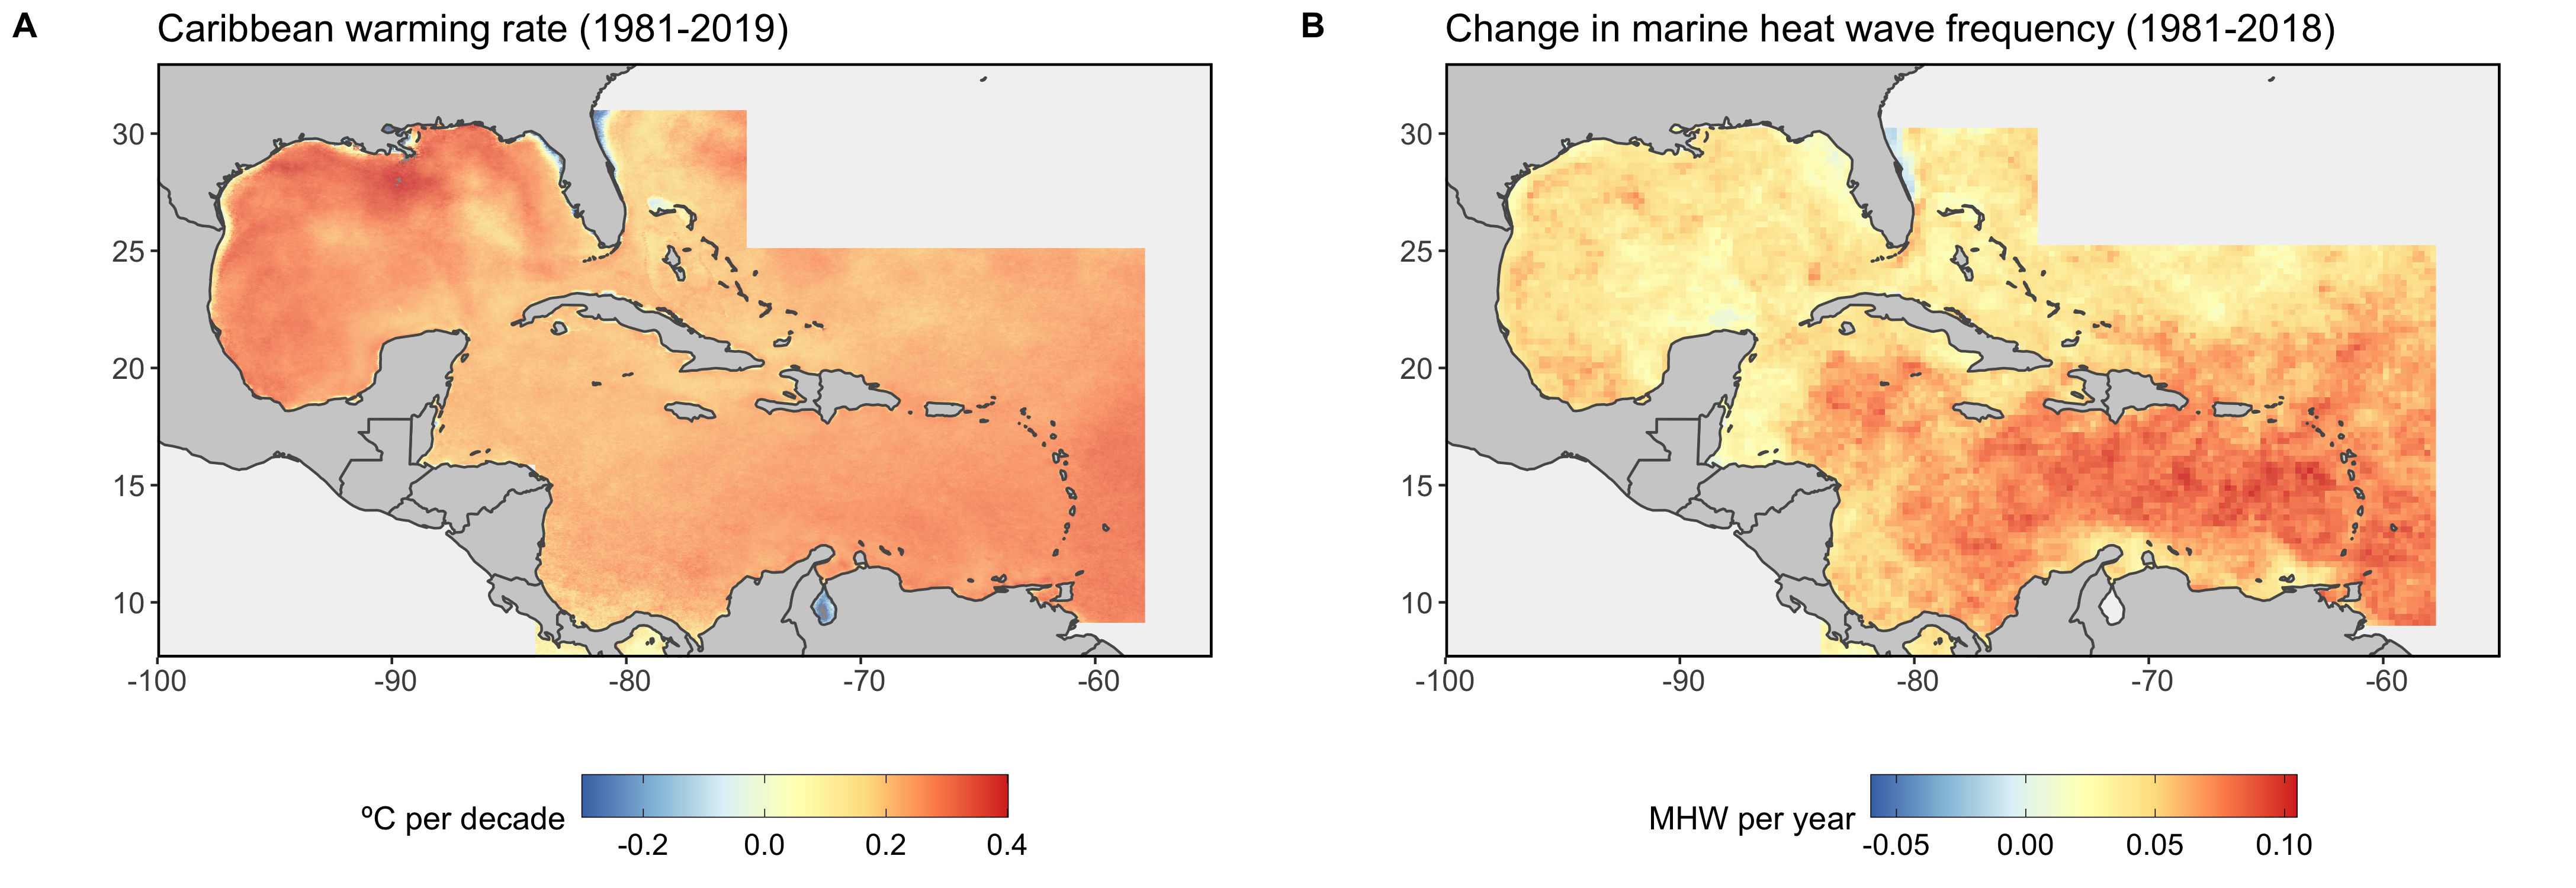 A Caribbean warming rate (1981-2019)
30
25
20
15
10
-100 -90 -80 -70 -60
ºC per decade
-0.2 0.0 0.2 0.4
B Change in marine heat wave frequency (1981-2018)
30
25
20
15
10
-100 -90 -80 -70 -60
MHW per year
-0.05 0.00 0.05 0.10